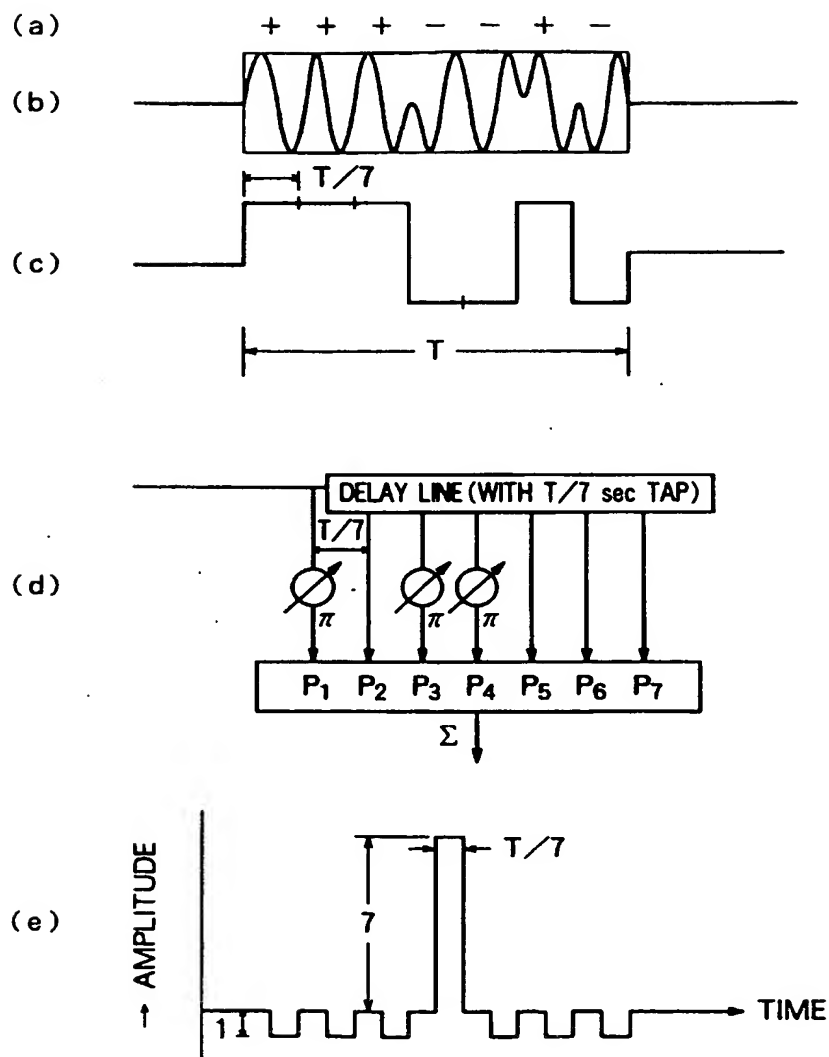 (a) + + + − − + −
(b)
T/7
(c)
T
DELAY LINE (WITH T/7 sec TAP)
T/7
(d)
π π π
P₁ P₂ P₃ P₄ P₅ P₆ P₇
Σ
→ AMPLITUDE
T/7
(e) 7
1
TIME